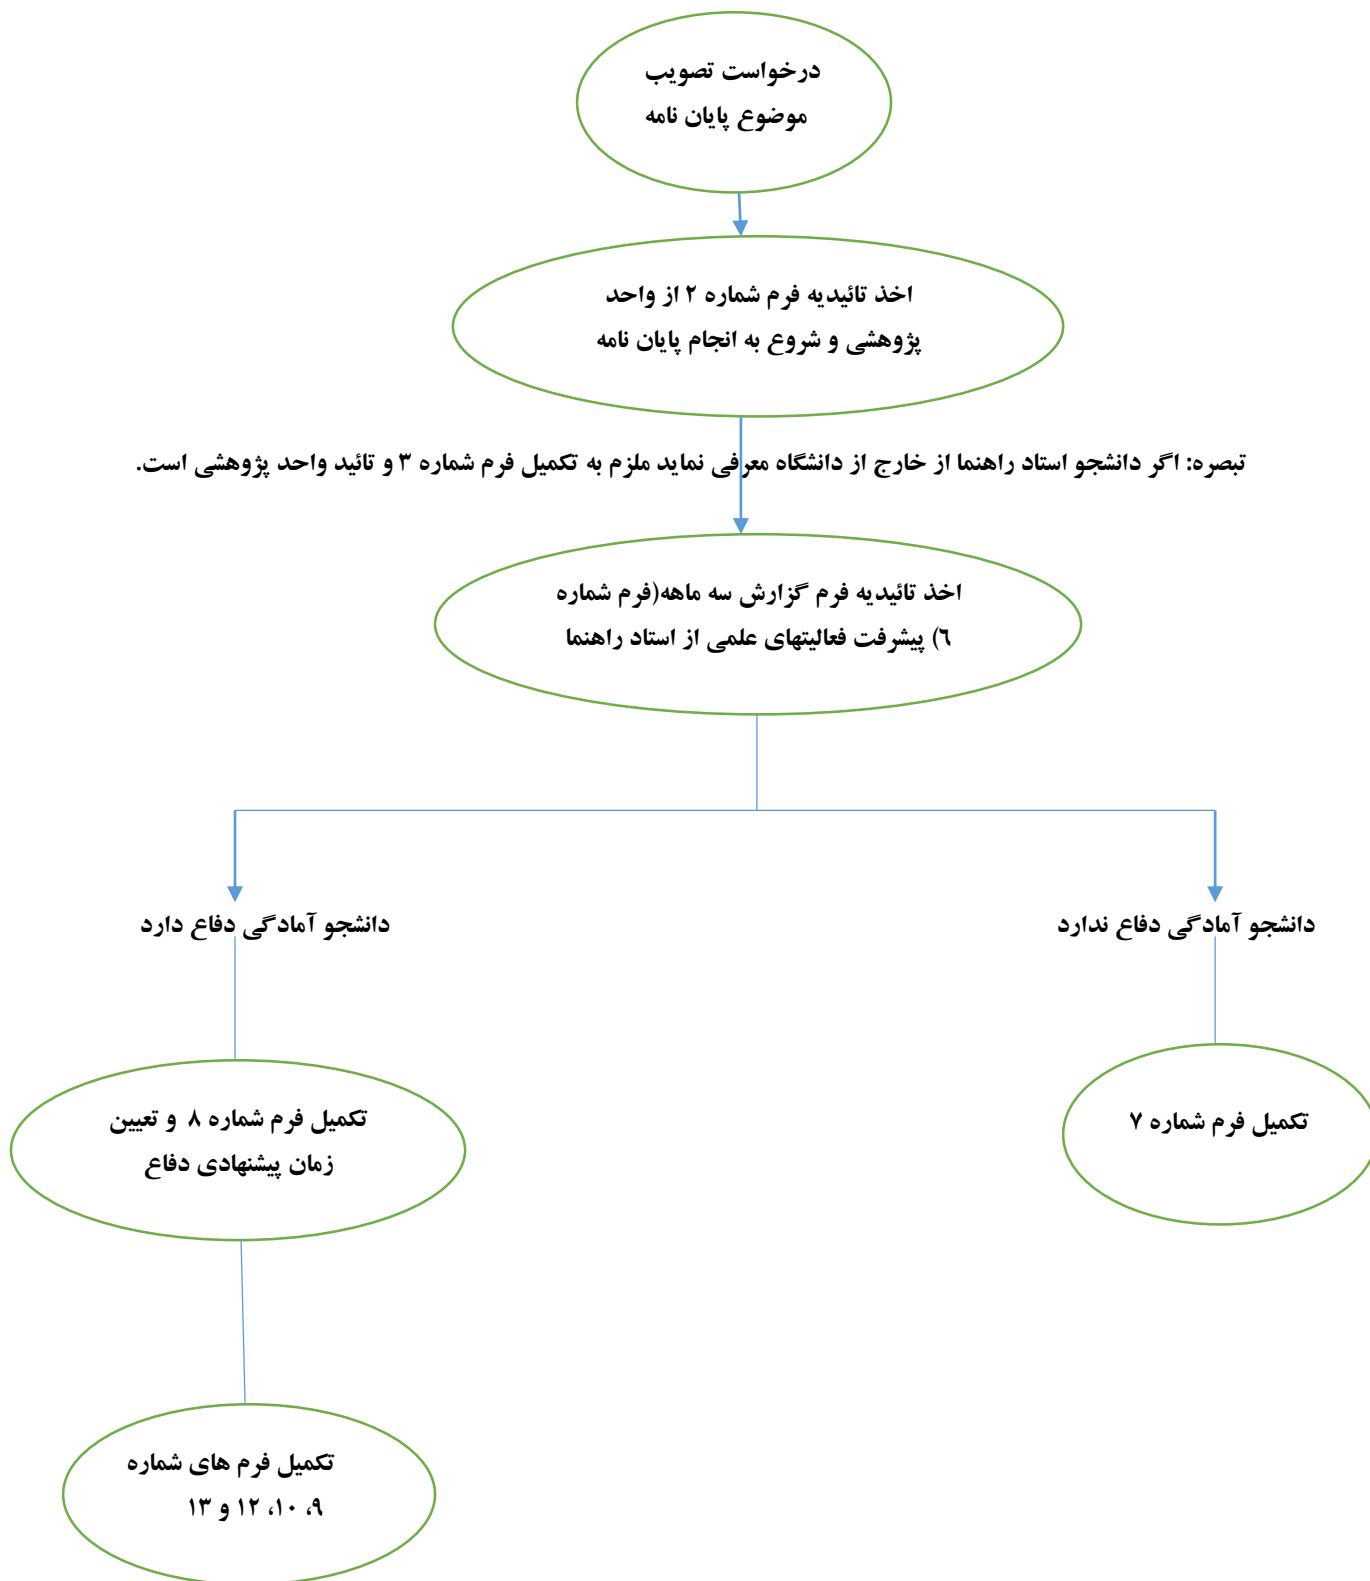 درخواست تصویب
موضوع پایان نامه
اخذ تائیدیه فرم شماره ۲ از واحد
پژوهشی و شروع به انجام پایان نامه
تبصره: اگر دانشجو استاد راهنما از خارج از دانشگاه معرفی نماید ملزم به تکمیل فرم شماره ۳ و تائید واحد پژوهشی است.
اخذ تائیدیه فرم گزارش سه ماهه(فرم شماره
٦) پیشرفت فعالیتهای علمی از استاد راهنما
دانشجو آمادگی دفاع ندارد
دانشجو آمادگی دفاع دارد
تکمیل فرم شماره ۷
تکمیل فرم شماره ۸ و تعیین
زمان پیشنهادی دفاع
تکمیل فرم های شماره
۹، ۱۰، ۱۲ و ۱۳